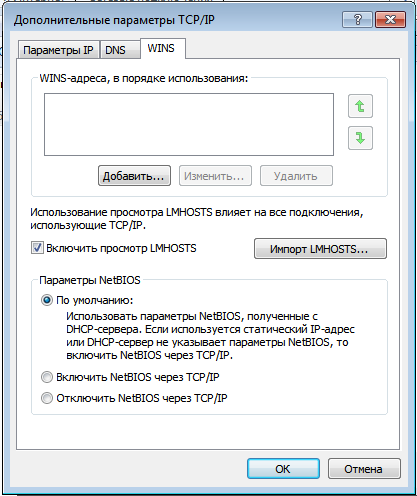 Дополнительные параметры TCP/IP
Параметры IP DNS WINS
WINS-адреса, в порядке использования:
Добавить... Изменить... Удалить
Использование просмотра LMHOSTS влияет на все подключения,
использующие TCP/IP.
Включить просмотр LMHOSTS Импорт LMHOSTS...
Параметры NetBIOS
По умолчанию:
Использовать параметры NetBIOS, полученные с
DHCP-сервера. Если используется статический IP-адрес
или DHCP-сервер не указывает параметры NetBIOS, то
включить NetBIOS через TCP/IP.
Включить NetBIOS через TCP/IP
Отключить NetBIOS через TCP/IP
OK Отмена